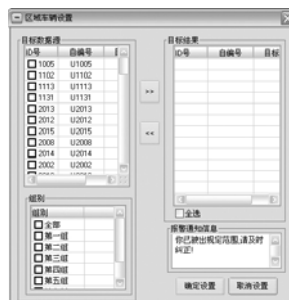 区域车辆设置
目标数据源
ID号 自编号
1005 U1005
1102 U1102
1113 U1113
1131 U1131
2013 U2013
2012 U2012
2015 U2015
2008 U2008
2014 U2014
2002 U2002
组别
组别
全部
第一组
第二组
第三组
第四组
第五组
>>
<<
目标结果
ID号 自编号 目标
全选
报警通知信息
你已驶出规定范围,请及时
纠正!
确定设置 取消设置